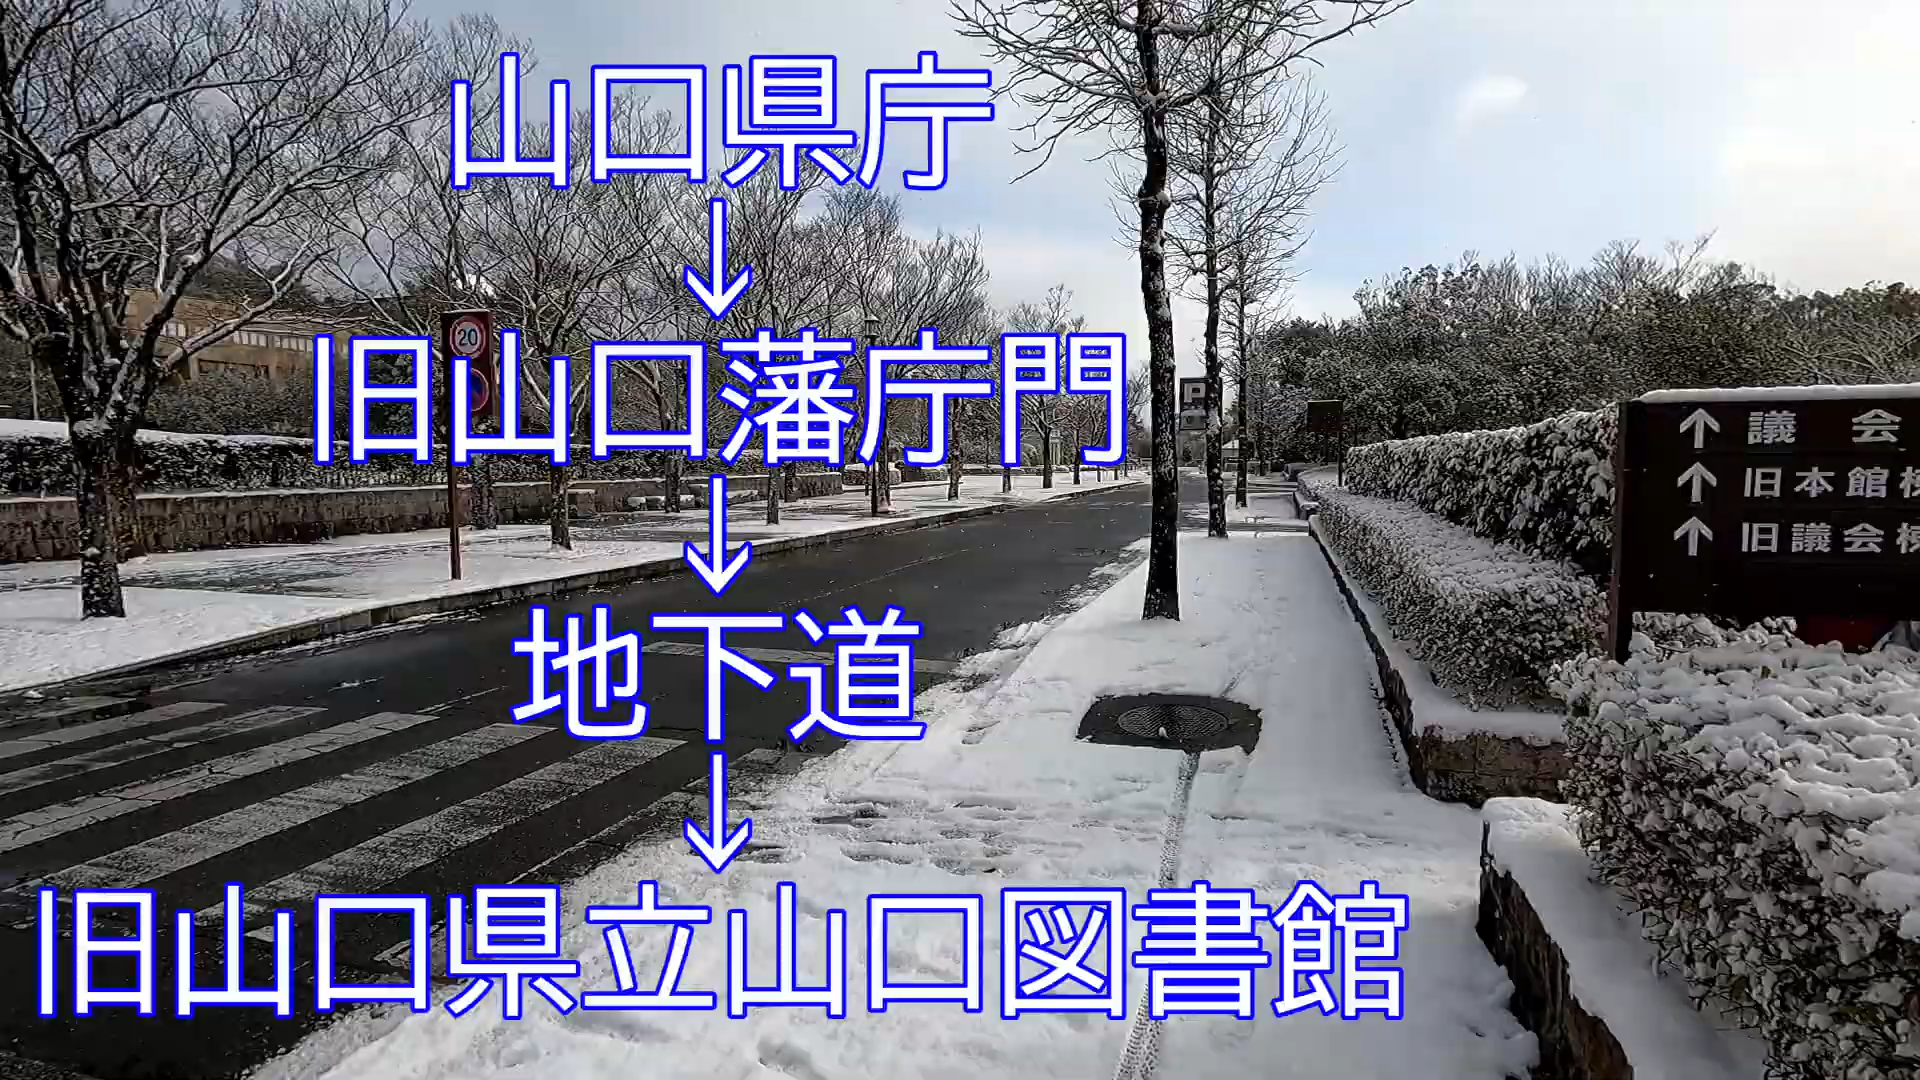 山口県庁
↓
旧山口藩庁門
↓
地下道
↓
旧山口県立山口図書館
20
P
↑ 議 会
↑ 旧本館
↑ 旧議会